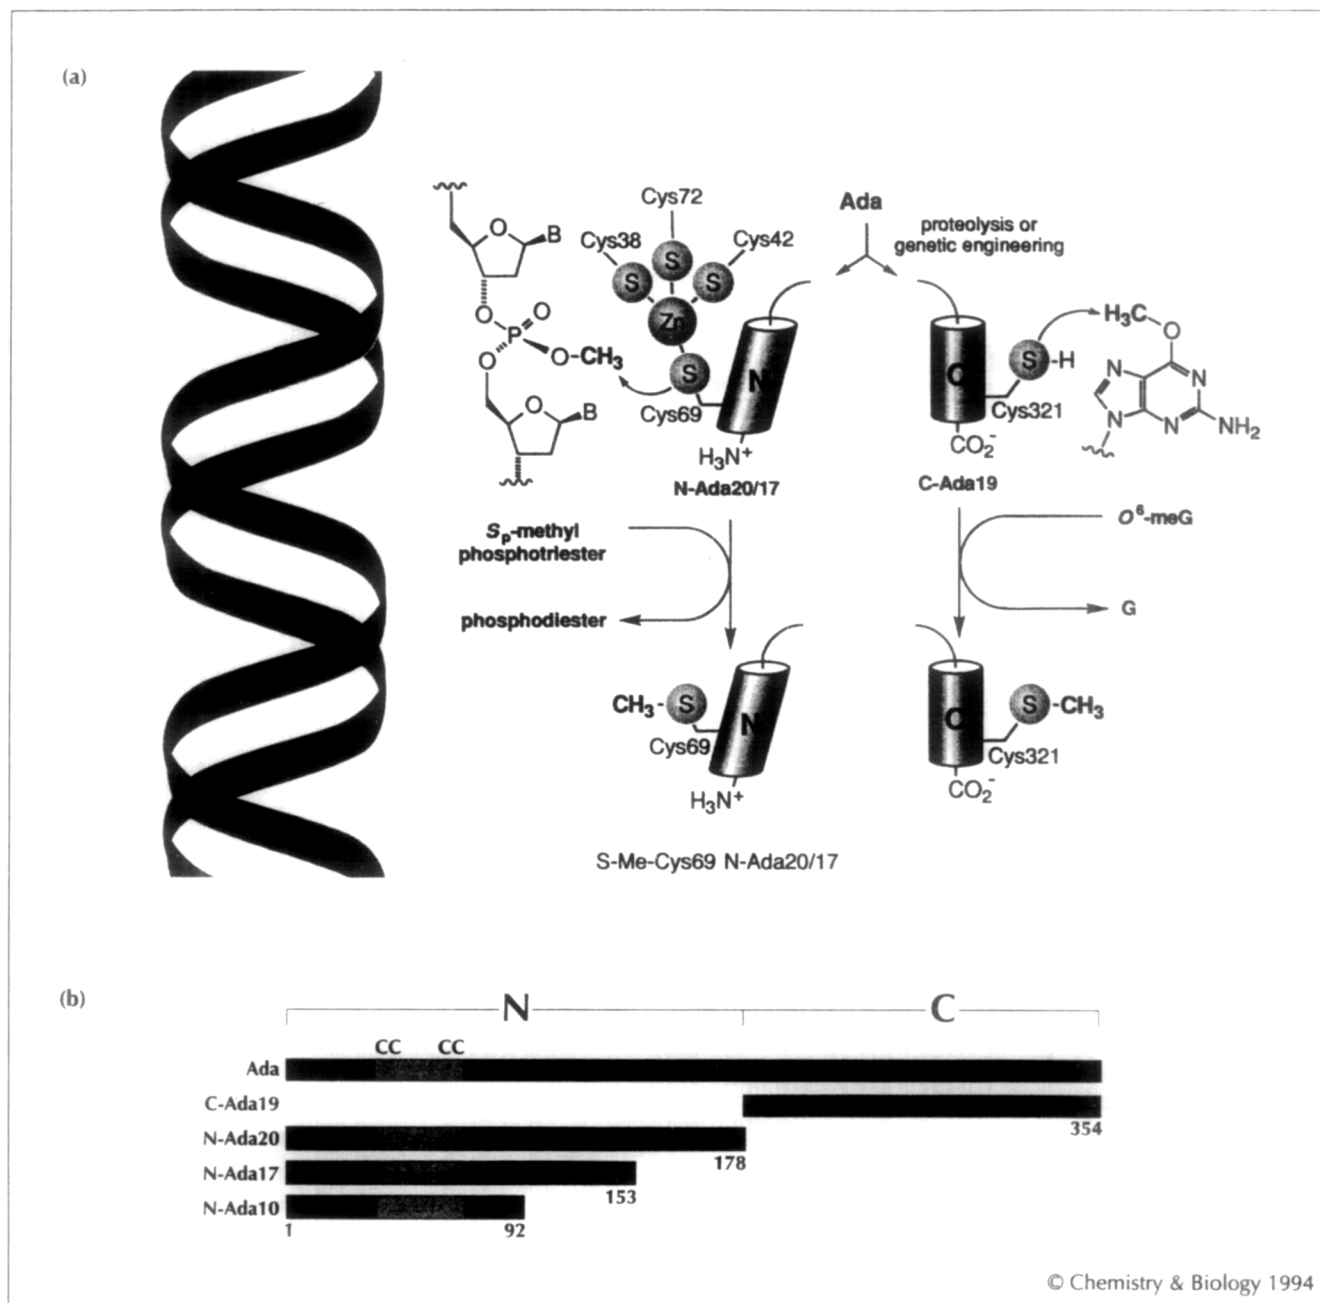 (a)
Cys72
Cys38
Cys42
S
S
S
Zn
S
Cys69
N
H₃N⁺
N-Ada20/17
O
B
O
P
O
O-CH₃
O
O
B
Ada
proteolysis or
genetic engineering
C
S-H
Cys321
CO₂⁻
C-Ada19
H₃C
O
N
N
N
N
NH₂
Sₚ-methyl
phosphotriester
phosphodiester
O⁶-meG
G
CH₃-S
Cys69
N
H₃N⁺
C
S-CH₃
Cys321
CO₂⁻
S-Me-Cys69 N-Ada20/17
(b)
N C
CC CC
Ada
C-Ada19
354
N-Ada20
178
N-Ada17
153
N-Ada10
1 92
© Chemistry & Biology 1994